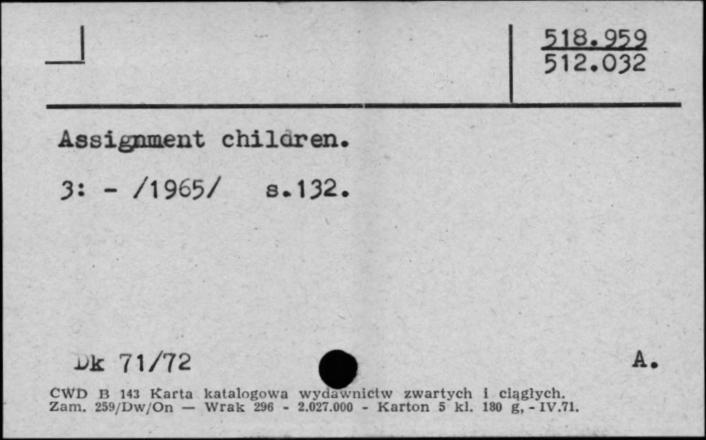 518.959
512.032
Assignment children.
3: - /1965/ s.132.
Dk 71/72 A.
CWD B 143 Karta katalogowa wydawnictw zwartych i ciągłych.
Zam. 259/Dw/On — Wrak 296 - 2.027.000 - Karton 5 kl. 180 g, - IV.71.